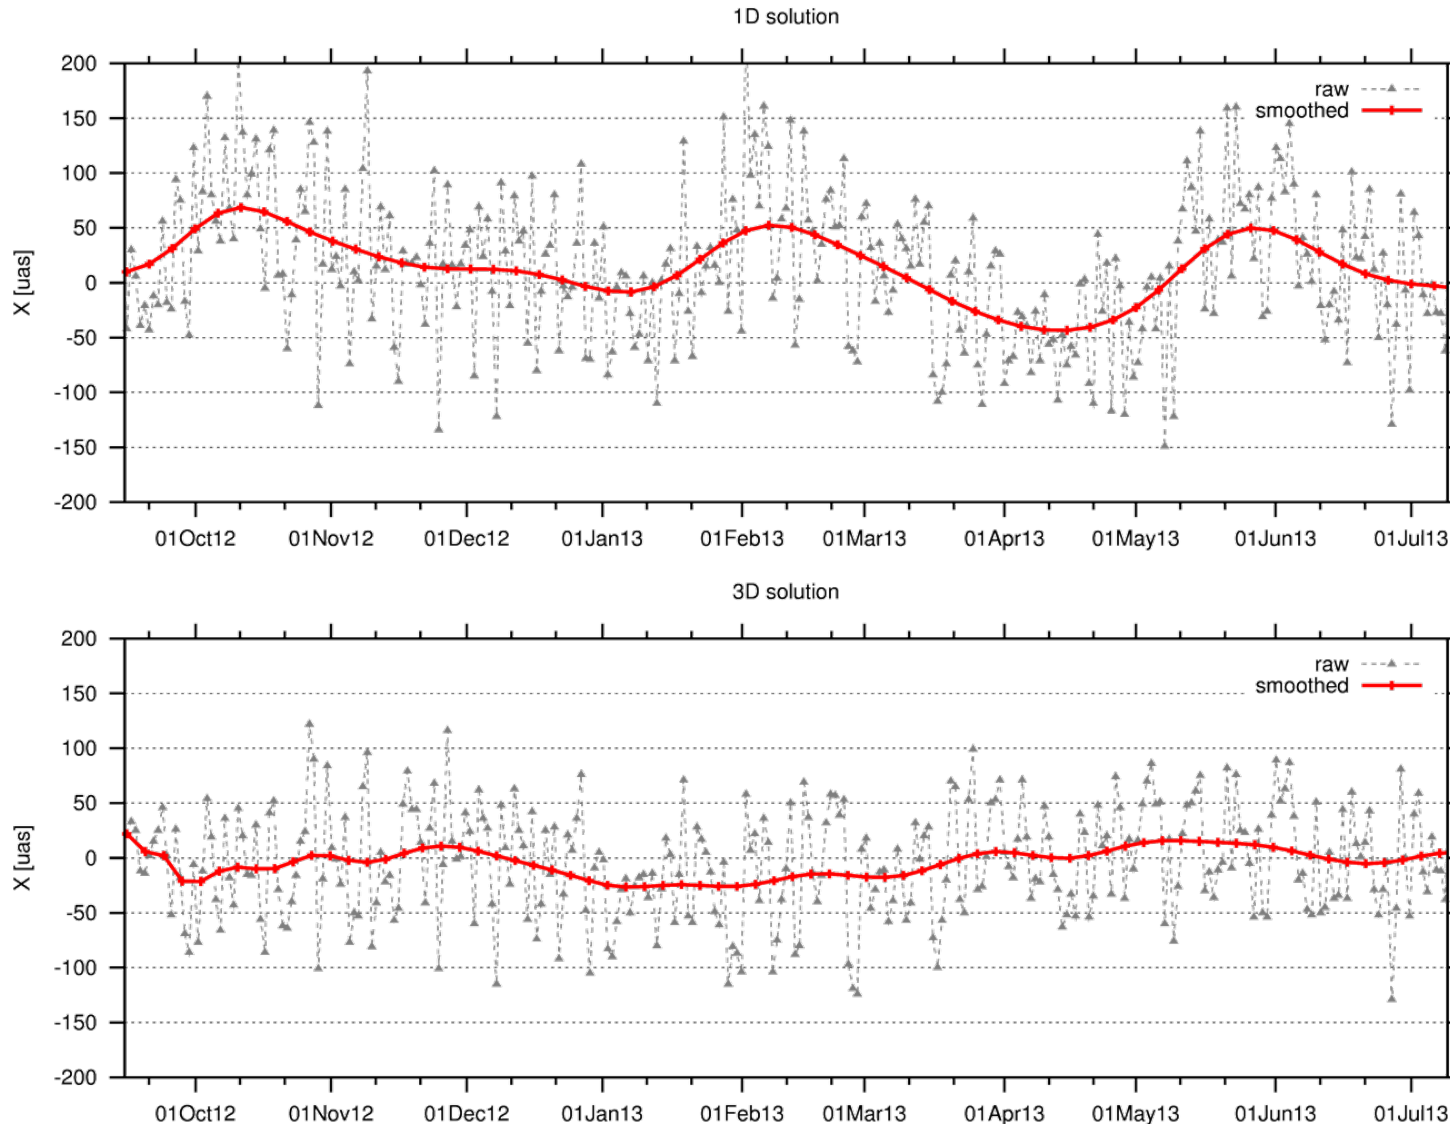 1D solution
200
150
100
50
0
-50
-100
-150
-200
X [uas]
raw
smoothed
01Oct12 01Nov12 01Dec12 01Jan13 01Feb13 01Mar13 01Apr13 01May13 01Jun13 01Jul13
3D solution
200
150
100
50
0
-50
-100
-150
-200
X [uas]
raw
smoothed
01Oct12 01Nov12 01Dec12 01Jan13 01Feb13 01Mar13 01Apr13 01May13 01Jun13 01Jul13